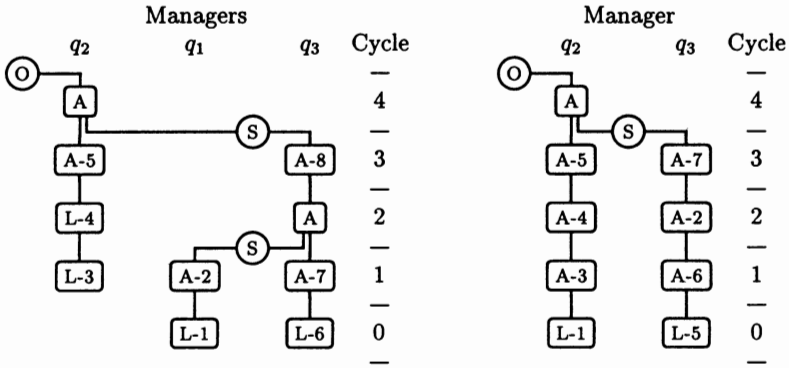 Managers Manager
q2 q1 q3 Cycle q2 q3 Cycle
O O
A 4 A 4
S S
A-5 A-8 3 A-5 A-7 3
L-4 A 2 A-4 A-2 2
S
L-3 A-2 A-7 1 A-3 A-6 1
L-1 L-6 0 L-1 L-5 0